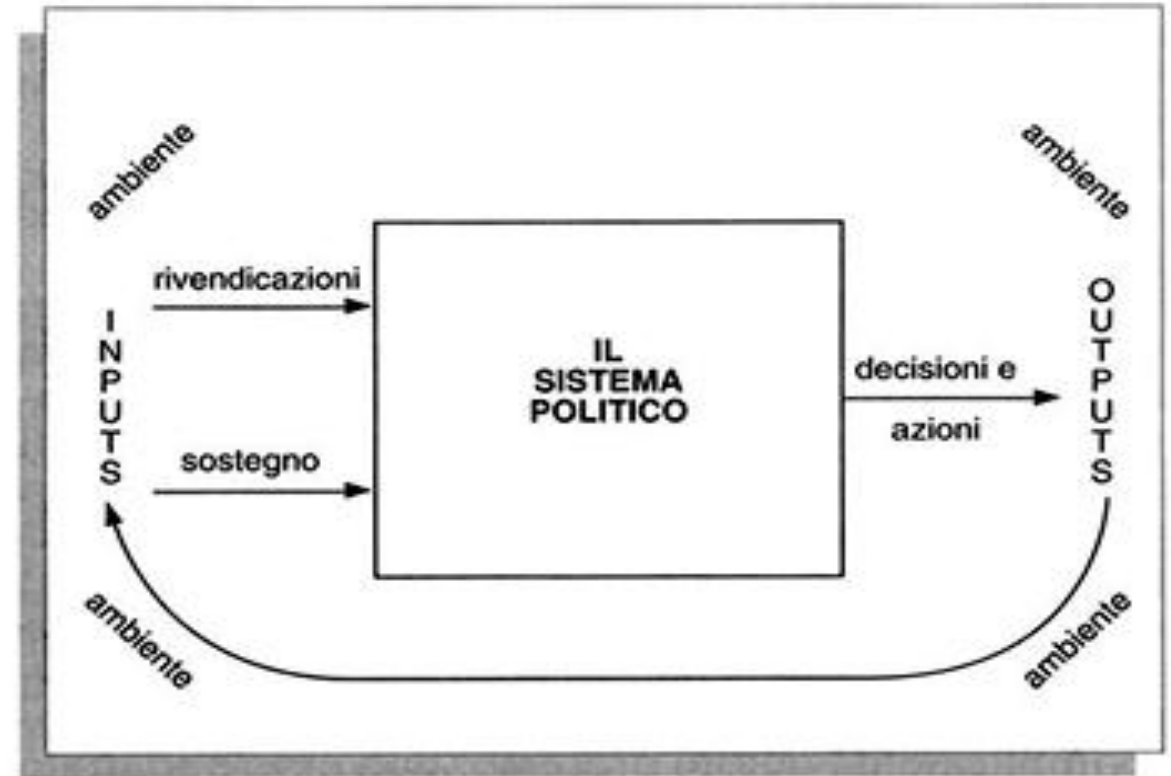 ambiente
ambiente
rivendicazioni
INPUTS
sostegno
IL
SISTEMA
POLITICO
decisioni e
azioni
OUTPUTS
ambiente
ambiente